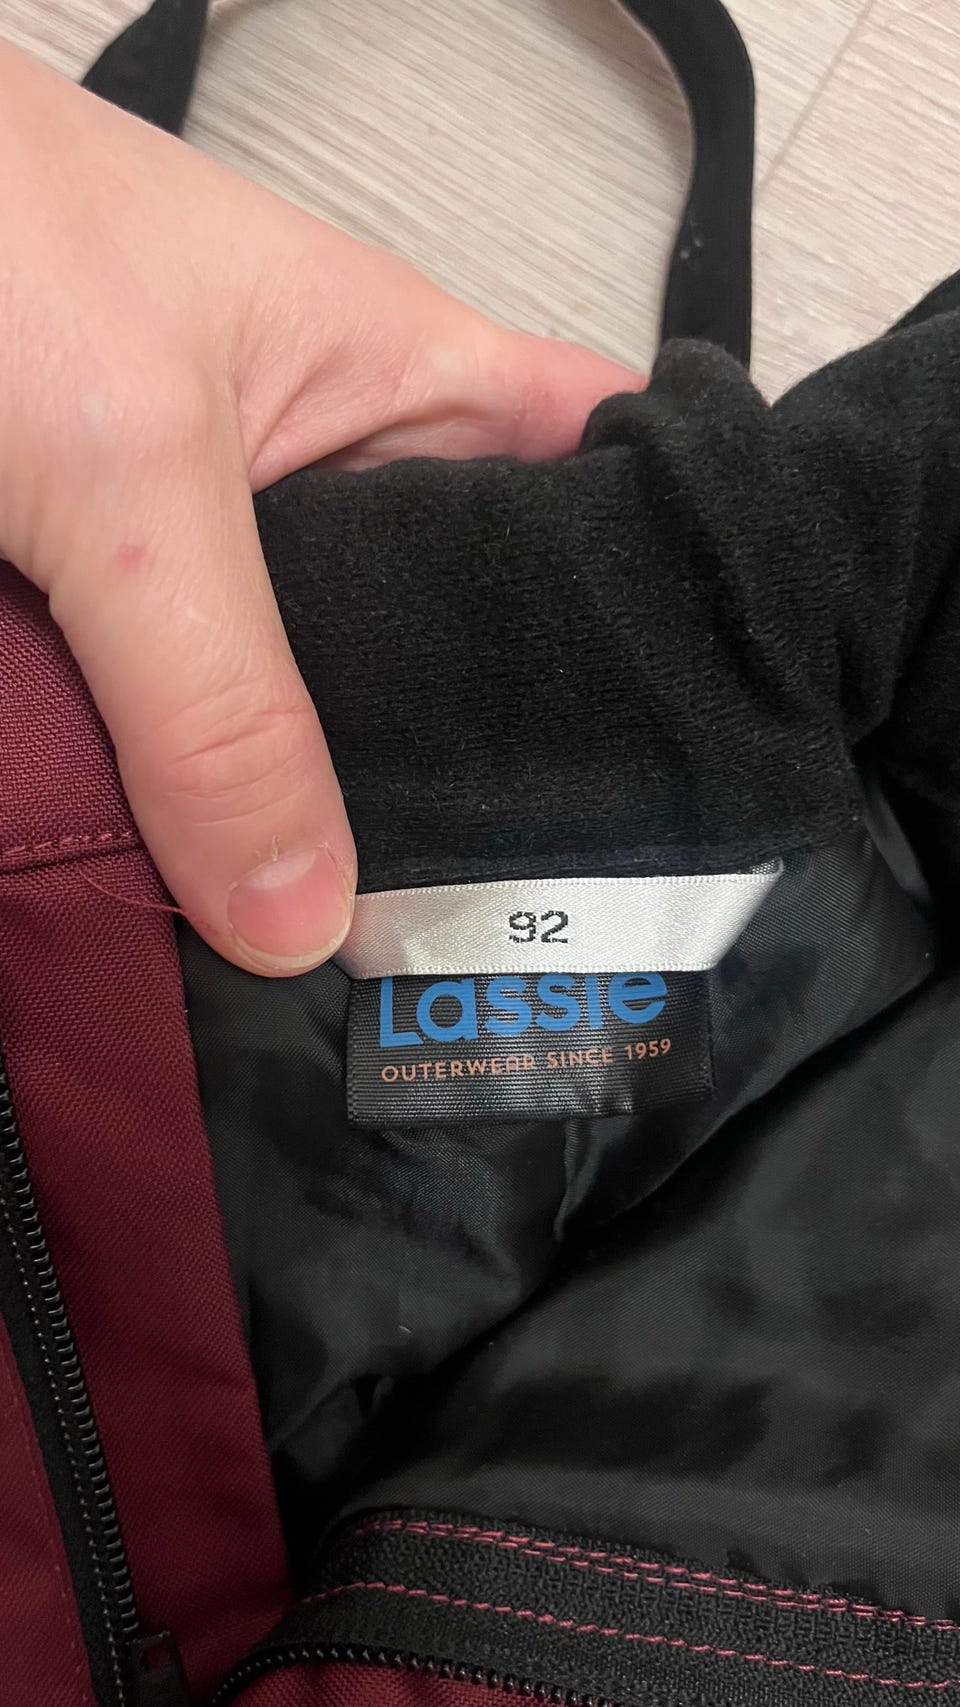 92
Lassie
OUTERWEAR SINCE 1959